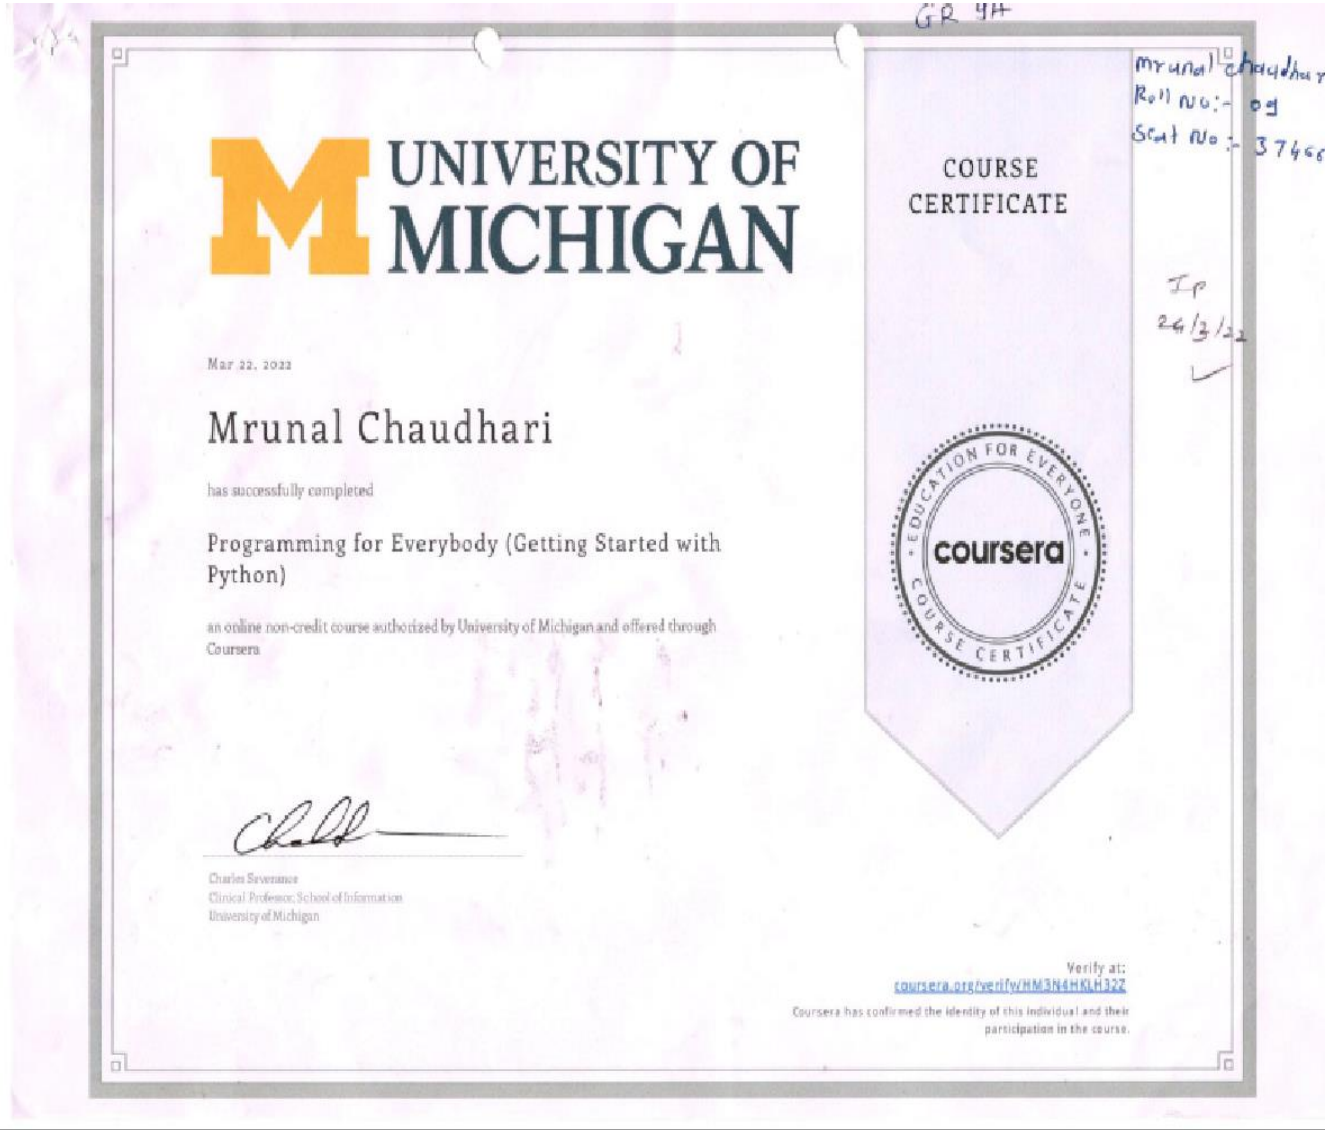 GR 4A
Mrunal Chaudhar
Roll No:- 09
Seat No:- 37466
M
UNIVERSITY OF
MICHIGAN
COURSE
CERTIFICATE
24/3/22
Mar 22, 2022
Mrunal Chaudhari
has successfully completed
Programming for Everybody (Getting Started with
Python)
an online non-credit course authorized by University of Michigan and offered through
Coursera
EDUCATION FOR EVERYONE
coursera
COURSE CERTIFICATE
Charles Severance
Clinical Professor, School of Information
University of Michigan
Verify at:
coursera.org/verify/HM3N4HKLH32Z
Coursera has confirmed the identity of this individual and their
participation in the course.